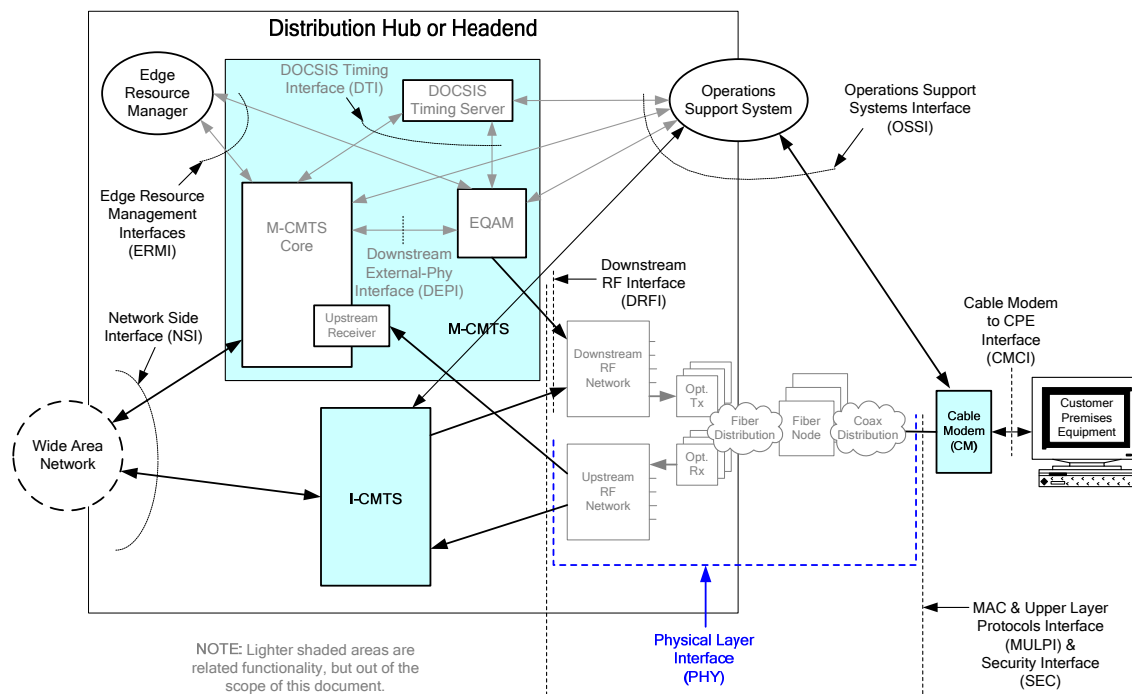 Distribution Hub or Headend
Edge
Resource
Manager
DOCSIS Timing
Interface (DTI)
DOCSIS
Timing Server
Operations
Support
System
Operations Support
Systems Interface
(OSSI)
Edge Resource
Management
Interfaces
(ERMI)
M-CMTS
Core
EQAM
Downstream
External-Phy
Interface (DEPI)
Downstream
RF Interface
(DRFI)
Upstream
Receiver
M-CMTS
Network Side
Interface (NSI)
Cable Modem
to CPE
Interface
(CMCI)
Downstream
RF
Network
Opt.
Tx
Fiber
Distribution
Fiber
Node
Coax
Distribution
Cable
Modem
(CM)
Customer
Premises
Equipment
Wide Area
Network
Opt.
Rx
Upstream
RF
Network
I-CMTS
NOTE: Lighter shaded areas are
related functionality, but out of the
scope of this document.
Physical Layer
Interface
(PHY)
MAC & Upper Layer
Protocols Interface
(MULPI) &
Security Interface
(SEC)